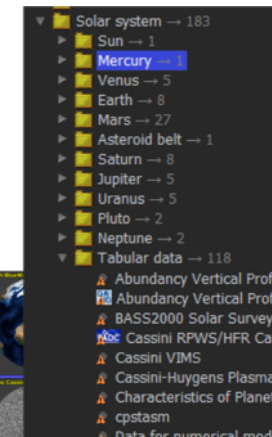 Solar system → 183
Sun → 1
Mercury → 1
Venus → 5
Earth → 8
Mars → 27
Asteroid belt → 1
Saturn → 8
Jupiter → 5
Uranus → 5
Pluto → 2
Neptune → 2
Tabular data → 118
Abundancy Vertical Prof
Abundancy Vertical Prof
BASS2000 Solar Survey
Cassini RPWS/HFR Ca
Cassini VIMS
Cassini-Huygens Plasma
Characteristics of Planet
cpstasm
Data for numerical mod